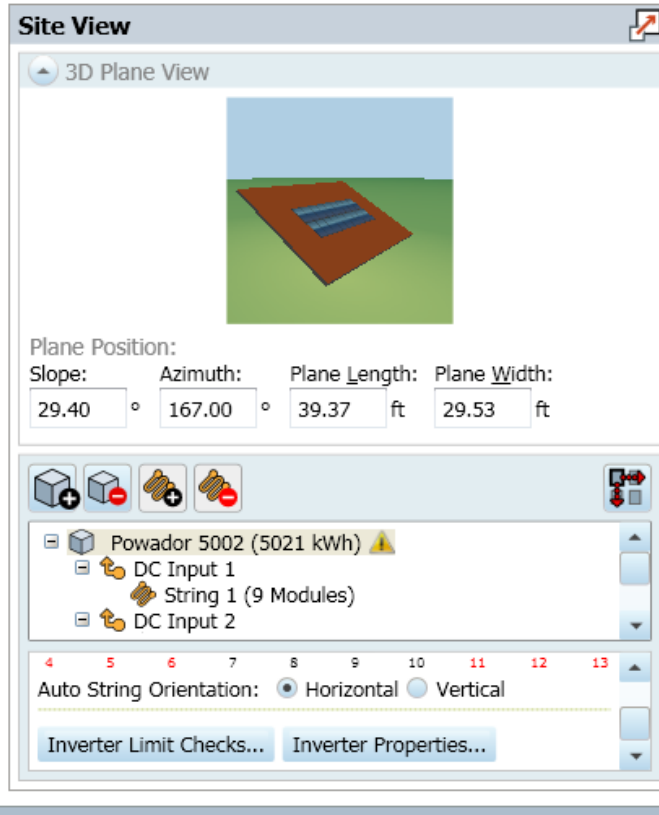 Site View
3D Plane View
Plane Position:
Slope: Azimuth: Plane Length: Plane Width:
29.40 ° 167.00 ° 39.37 ft 29.53 ft
Powador 5002 (5021 kWh)
DC Input 1
String 1 (9 Modules)
DC Input 2
4 5 6 7 8 9 10 11 12 13
Auto String Orientation: Horizontal Vertical
Inverter Limit Checks... Inverter Properties...